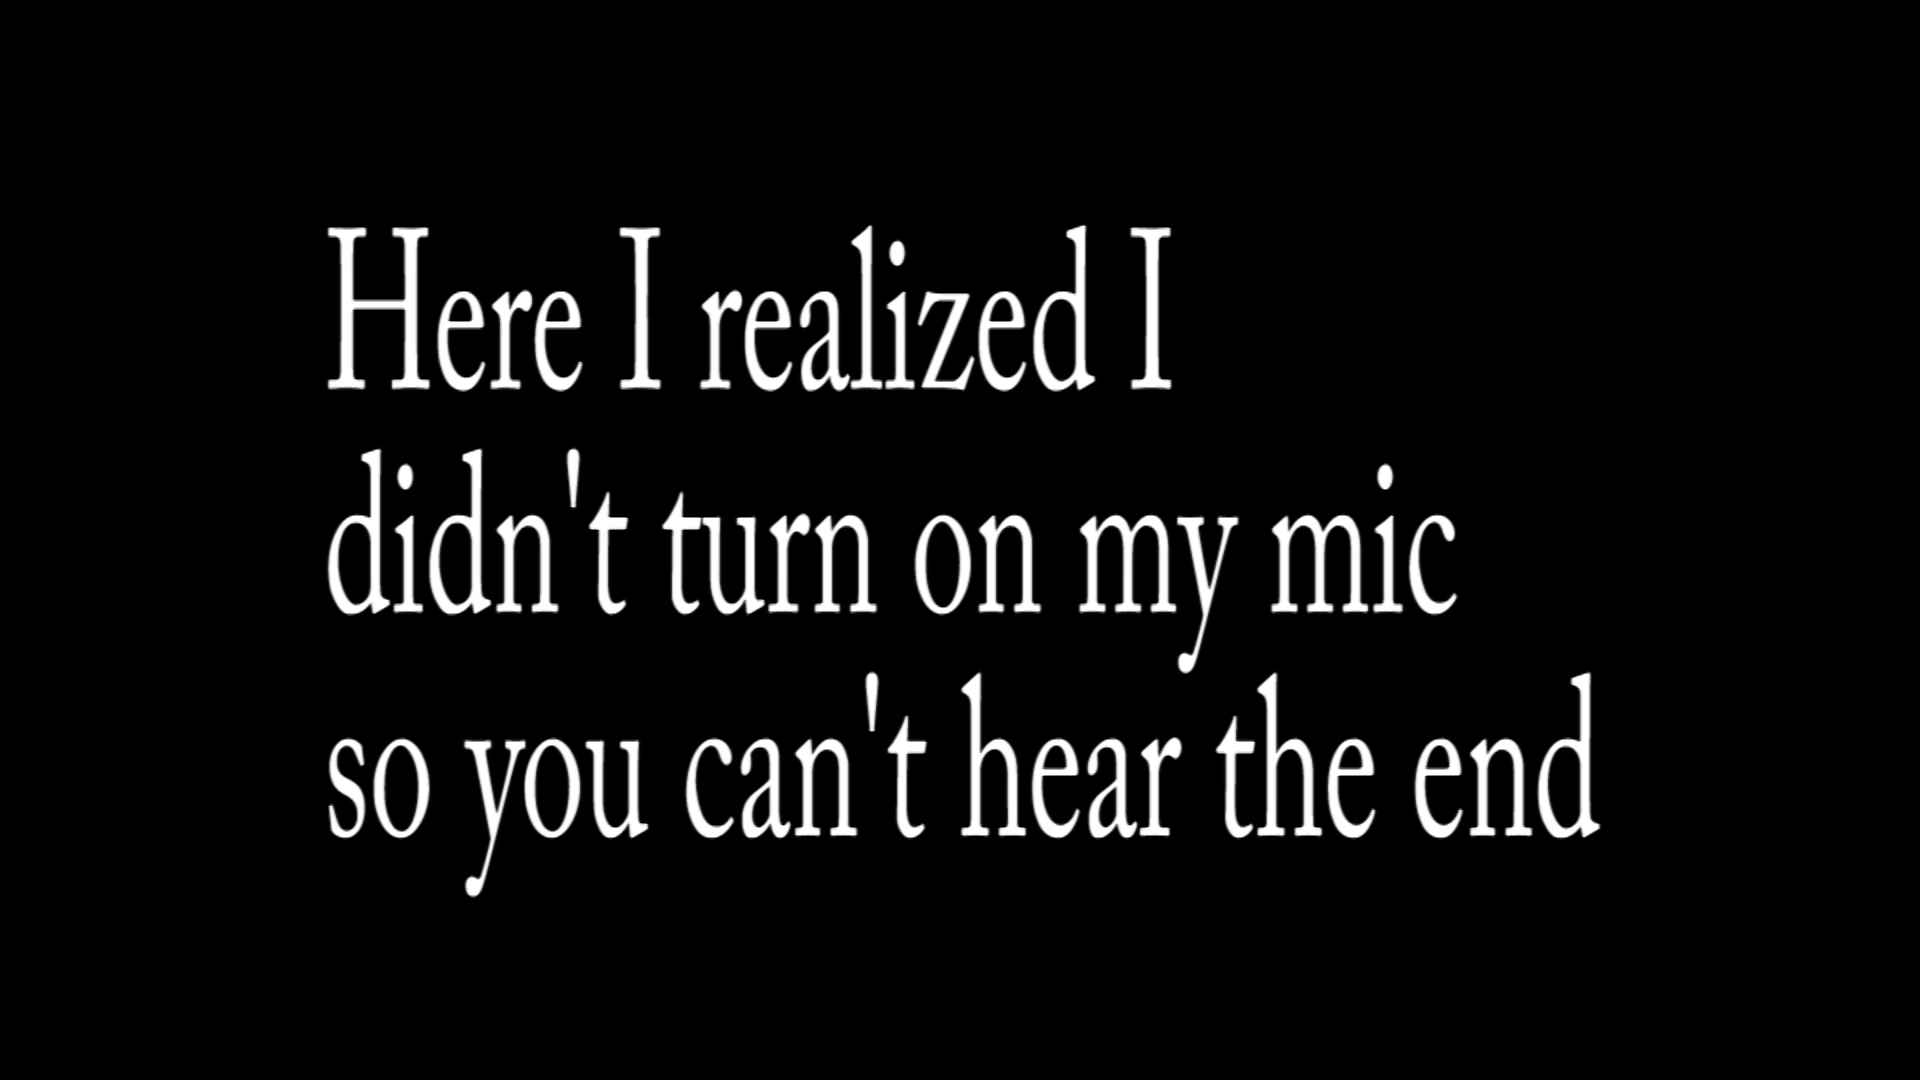 Here I realized I
didn't turn on my mic
so you can't hear the end